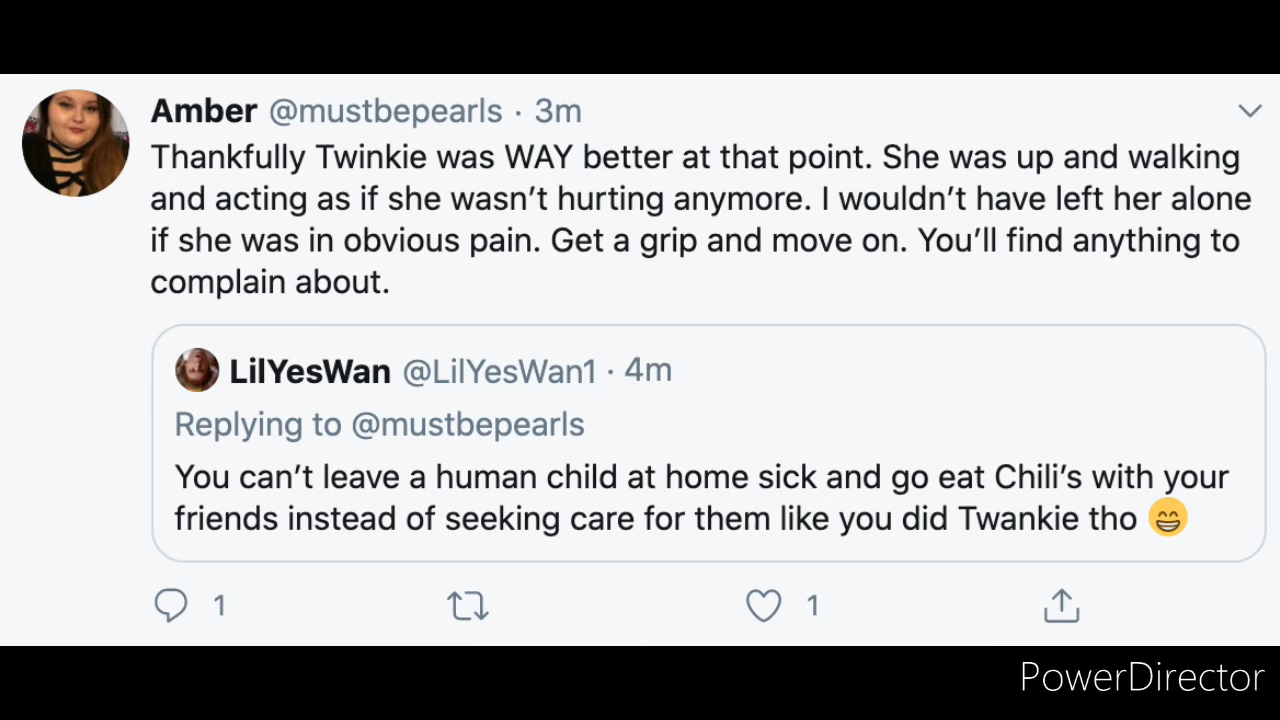 Amber @mustbepearls · 3m
Thankfully Twinkie was WAY better at that point. She was up and walking
and acting as if she wasn’t hurting anymore. I wouldn’t have left her alone
if she was in obvious pain. Get a grip and move on. You’ll find anything to
complain about.
LilYesWan @LilYesWan1 · 4m
Replying to @mustbepearls
You can’t leave a human child at home sick and go eat Chili’s with your
friends instead of seeking care for them like you did Twankie tho 😁
1 1
PowerDirector